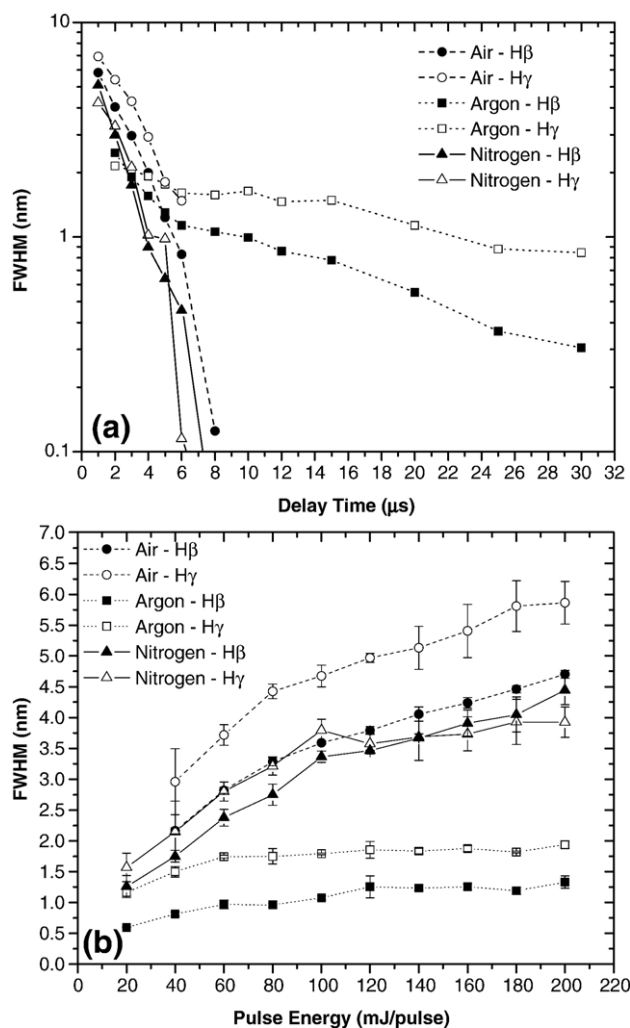 10
Air - Hβ
Air - Hγ
Argon - Hβ
Argon - Hγ
Nitrogen - Hβ
Nitrogen - Hγ
1
FWHM (nm)
0.1
(a)
0 2 4 6 8 10 12 14 16 18 20 22 24 26 28 30 32
Delay Time (µs)
7.0
6.5
6.0
5.5
5.0
4.5
4.0
3.5
3.0
2.5
2.0
1.5
1.0
0.5
0.0
Air - Hβ
Air - Hγ
Argon - Hβ
Argon - Hγ
Nitrogen - Hβ
Nitrogen - Hγ
FWHM (nm)
(b)
0 20 40 60 80 100 120 140 160 180 200 220
Pulse Energy (mJ/pulse)